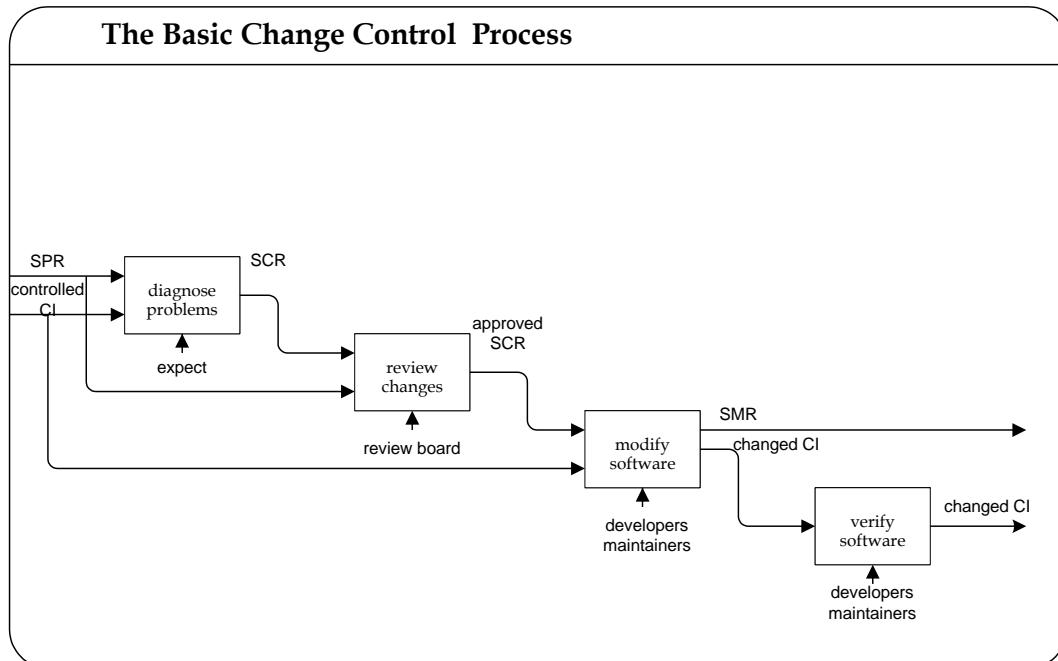 The Basic Change Control Process
SPR
controlled
CI
diagnose
problems
expect
SCR
review
changes
review board
approved
SCR
modify
software
developers
maintainers
SMR
changed CI
verify
software
developers
maintainers
changed CI